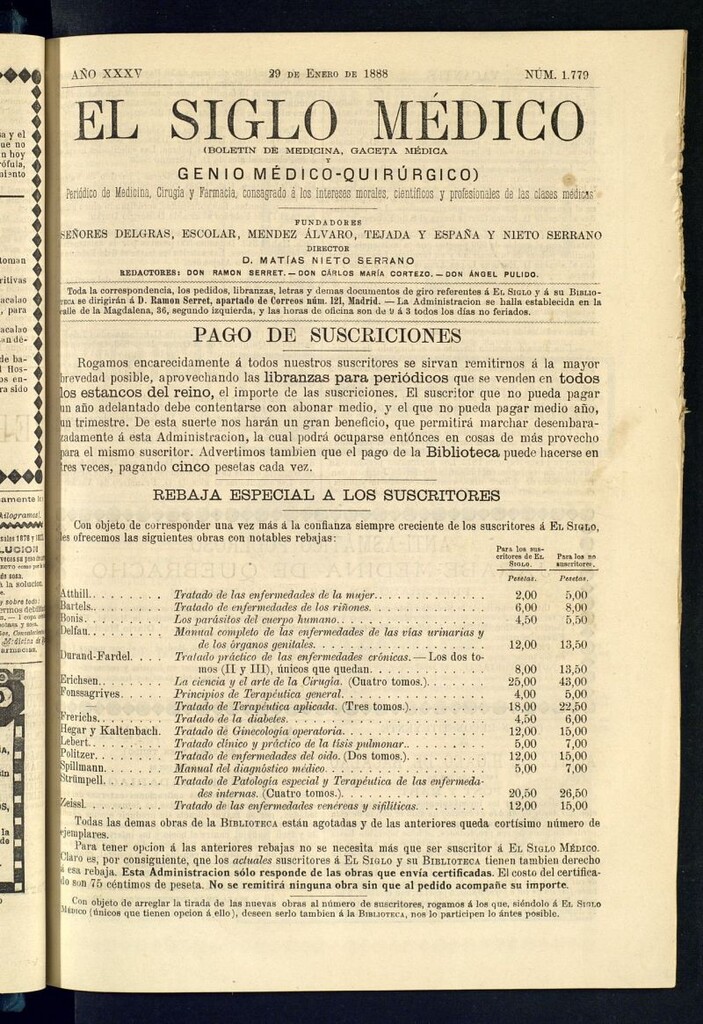 AÑO XXXV 29 DE ENERO DE 1888 NÚM. 1.779
EL SIGLO MÉDICO
(BOLETIN DE MEDICINA, GACETA MÉDICA
Y
GENIO MÉDICO-QUIRÚRGICO)
Periódico de Medicina, Cirugía y Farmacia, consagrado á los intereses morales, científicos y profesionales de las clases médicas
FUNDADORES
SEÑORES DELGRAS, ESCOLAR, MENDEZ ÁLVARO, TEJADA Y ESPAÑA Y NIETO SERRANO
DIRECTOR
D. MATÍAS NIETO SERRANO
REDACTORES: DON RAMON SERRET.—DON CÁRLOS MARÍA CORTEZO.—DON ÁNGEL PULIDO.
Toda la correspondencia, los pedidos, libranzas, letras y demas documentos de giro referentes á EL SIGLO y á su BIBLIO-
TECA se dirigirán á D. Ramon Serret, apartado de Correos núm. 121, Madrid.—La Administracion se halla establecida en la
calle de la Magdalena, 36, segundo izquierda, y las horas de oficina son de 9 á 3 todos los dias no feriados.
PAGO DE SUSCRICIONES
Rogamos encarecidamente á todos nuestros suscritores se sirvan remitirnos á la mayor
brevedad posible, aprovechando las libranzas para periódicos que se venden en todos
los estancos del reino, el importe de las suscriciones. El suscritor que no pueda pagar
un año adelantado debe contentarse con abonar medio, y el que no pueda pagar medio año,
un trimestre. De esta suerte nos harán un gran beneficio, que permitirá marchar desembara-
zadamente á esta Administracion, la cual podrá ocuparse entónces en cosas de más provecho
para el mismo suscritor. Advertimos tambien que el pago de la Biblioteca puede hacerse en
tres veces, pagando cinco pesetas cada vez.
REBAJA ESPECIAL A LOS SUSCRITORES
Con objeto de corresponder una vez más á la confianza siempre creciente de los suscritores á EL SIGLO,
les ofrecemos las siguientes obras con notables rebajas:
Para los sus- Para los no
critores de EL suscritores.
SIGLO.
Pesetas. Pesetas.
Atthill. . . . . . . . . Tratado de las enfermedades de la mujer. . . . . . . . . . . . 2,00 5,00
Bartels. . . . . . . . . Tratado de enfermedades de los riñones. . . . . . . . . . . . 6,00 8,00
Bonis. . . . . . . . . Los parásitos del cuerpo humano. . . . . . . . . . . . 4,50 5,50
Delfau. . . . . . . . . Manual completo de las enfermedades de las vías urinarias y
de los órganos genitales. . . . . . . . . . . . 12,00 13,50
Durand-Fardel. . . . Tratado práctico de las enfermedades crónicas.—Los dos to-
mos (II y III), únicos que quedan. . . . . . . . . . 8,00 13,50
Erichsen. . . . . . . La ciencia y el arte de la Cirugía. (Cuatro tomos.). . . . . . . 25,00 43,00
Fonssagrives. . . . . Principios de Terapéutica general. . . . . . . . . . . . 4,00 5,00
Tratado de Terapéutica aplicada. (Tres tomos.). . . . . . . . 18,00 22,50
Frerichs. . . . . . . . Tratado de la diabetes. . . . . . . . . . . . 4,50 6,00
Hegar y Kaltenbach. Tratado de Ginecología operatoria. . . . . . . . . . . . 12,00 15,00
Lebert. . . . . . . . . Tratado clínico y práctico de la tisis pulmonar. . . . . . . . . 5,00 7,00
Politzer. . . . . . . . Tratado de enfermedades del oido. (Dos tomos.). . . . . . . . 12,00 15,00
Spillmann. . . . . . . Manual del diagnóstico médico. . . . . . . . . . . . 5,00 7,00
Strümpell. . . . . . . Tratado de Patología especial y Terapéutica de las enfermeda-
des internas. (Cuatro tomos.). . . . . . . . . . 20,50 26,50
Zeissl. . . . . . . . . Tratado de las enfermedades venéreas y sifilíticas. . . . . . . . 12,00 15,00
Todas las demas obras de la BIBLIOTECA están agotadas y de las anteriores queda cortísimo número de
ejemplares.
Para tener opcion á las anteriores rebajas no se necesita más que ser suscritor á EL SIGLO MÉDICO.
Claro es, por consiguiente, que los actuales suscritores á EL SIGLO y su BIBLIOTECA tienen tambien derecho
á esa rebaja. Esta Administracion sólo responde de las obras que envía certificadas. El costo del certifica-
do son 75 céntimos de peseta. No se remitirá ninguna obra sin que al pedido acompañe su importe.
Con objeto de arreglar la tirada de las nuevas obras al número de suscritores, rogamos á los que, siéndolo á EL SIGLO
MÉDICO (únicos que tienen opcion á ello), deseen serlo tambien á la BIBLIOTECA, nos lo participen lo ántes posible.